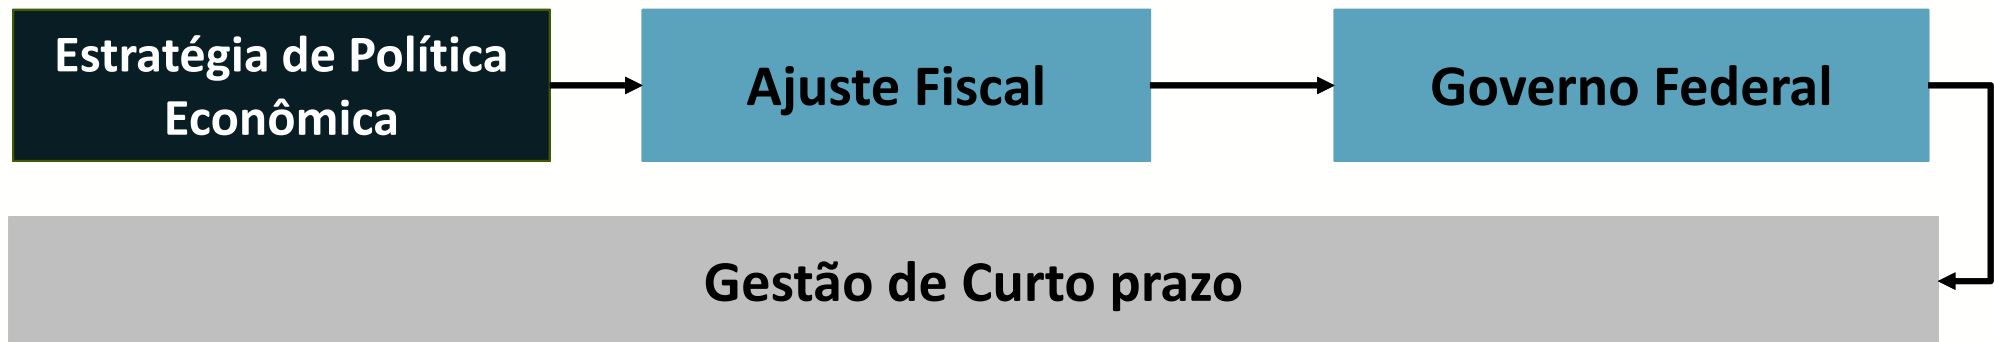 Estratégia de Política
Econômica
Ajuste Fiscal
Governo Federal
Gestão de Curto prazo